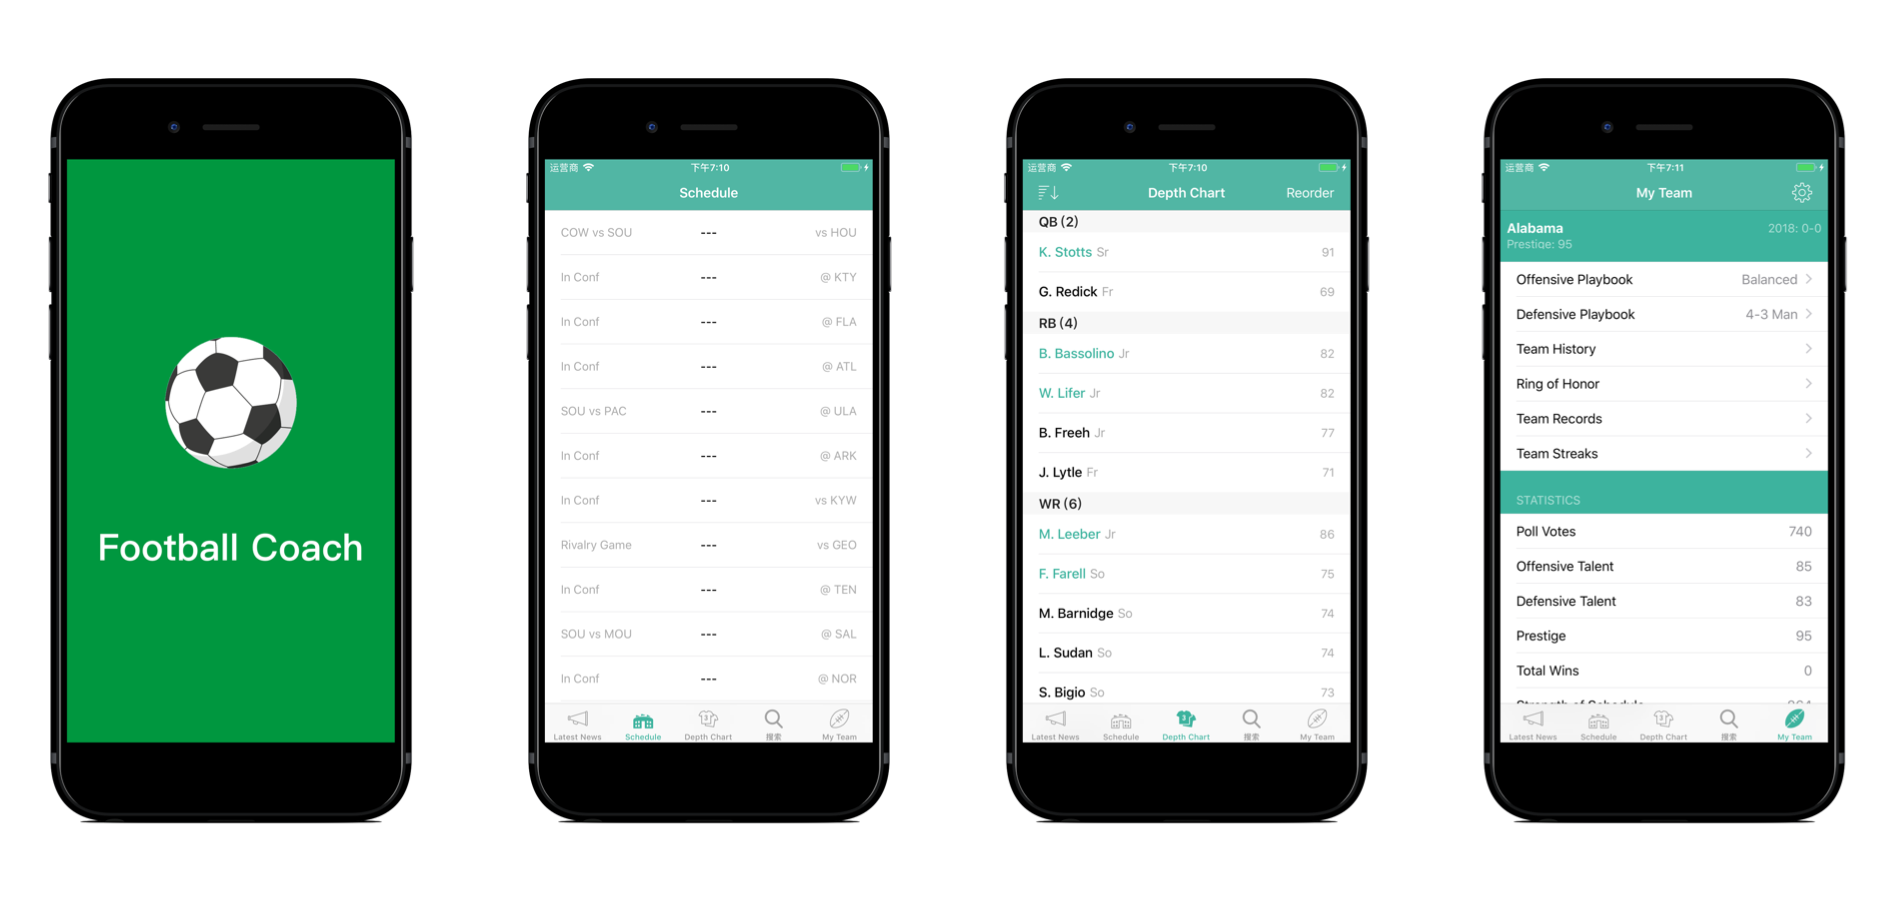 Football Coach
运营商 下午7:10
Schedule
COW vs SOU --- vs HOU
In Conf --- @ KTY
In Conf --- @ FLA
In Conf --- @ ATL
SOU vs PAC --- @ ULA
In Conf --- @ ARK
In Conf --- vs KYW
Rivalry Game --- vs GEO
In Conf --- @ TEN
SOU vs MOU --- @ SAL
In Conf --- @ NOR
Latest News Schedule Depth Chart 搜索 My Team
运营商 下午7:10
Depth Chart Reorder
QB (2)
K. Stotts Sr 91
G. Redick Fr 69
RB (4)
B. Bassolino Jr 82
W. Lifer Jr 82
B. Freeh Jr 77
J. Lytle Fr 71
WR (6)
M. Leeber Jr 86
F. Farell So 75
M. Barnidge So 74
L. Sudan So 74
S. Bigio So 73
Latest News Schedule Depth Chart 搜索 My Team
运营商 下午7:11
My Team
Alabama 2018: 0-0
Prestige: 95
Offensive Playbook Balanced
Defensive Playbook 4-3 Man
Team History
Ring of Honor
Team Records
Team Streaks
STATISTICS
Poll Votes 740
Offensive Talent 85
Defensive Talent 83
Prestige 95
Total Wins 0
Strength of Schedule
Latest News Schedule Depth Chart 搜索 My Team